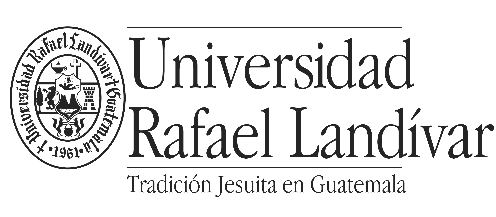 Universidad Rafael Landívar Guatemala
1961
Universidad
Rafael Landívar
Tradición Jesuita en Guatemala